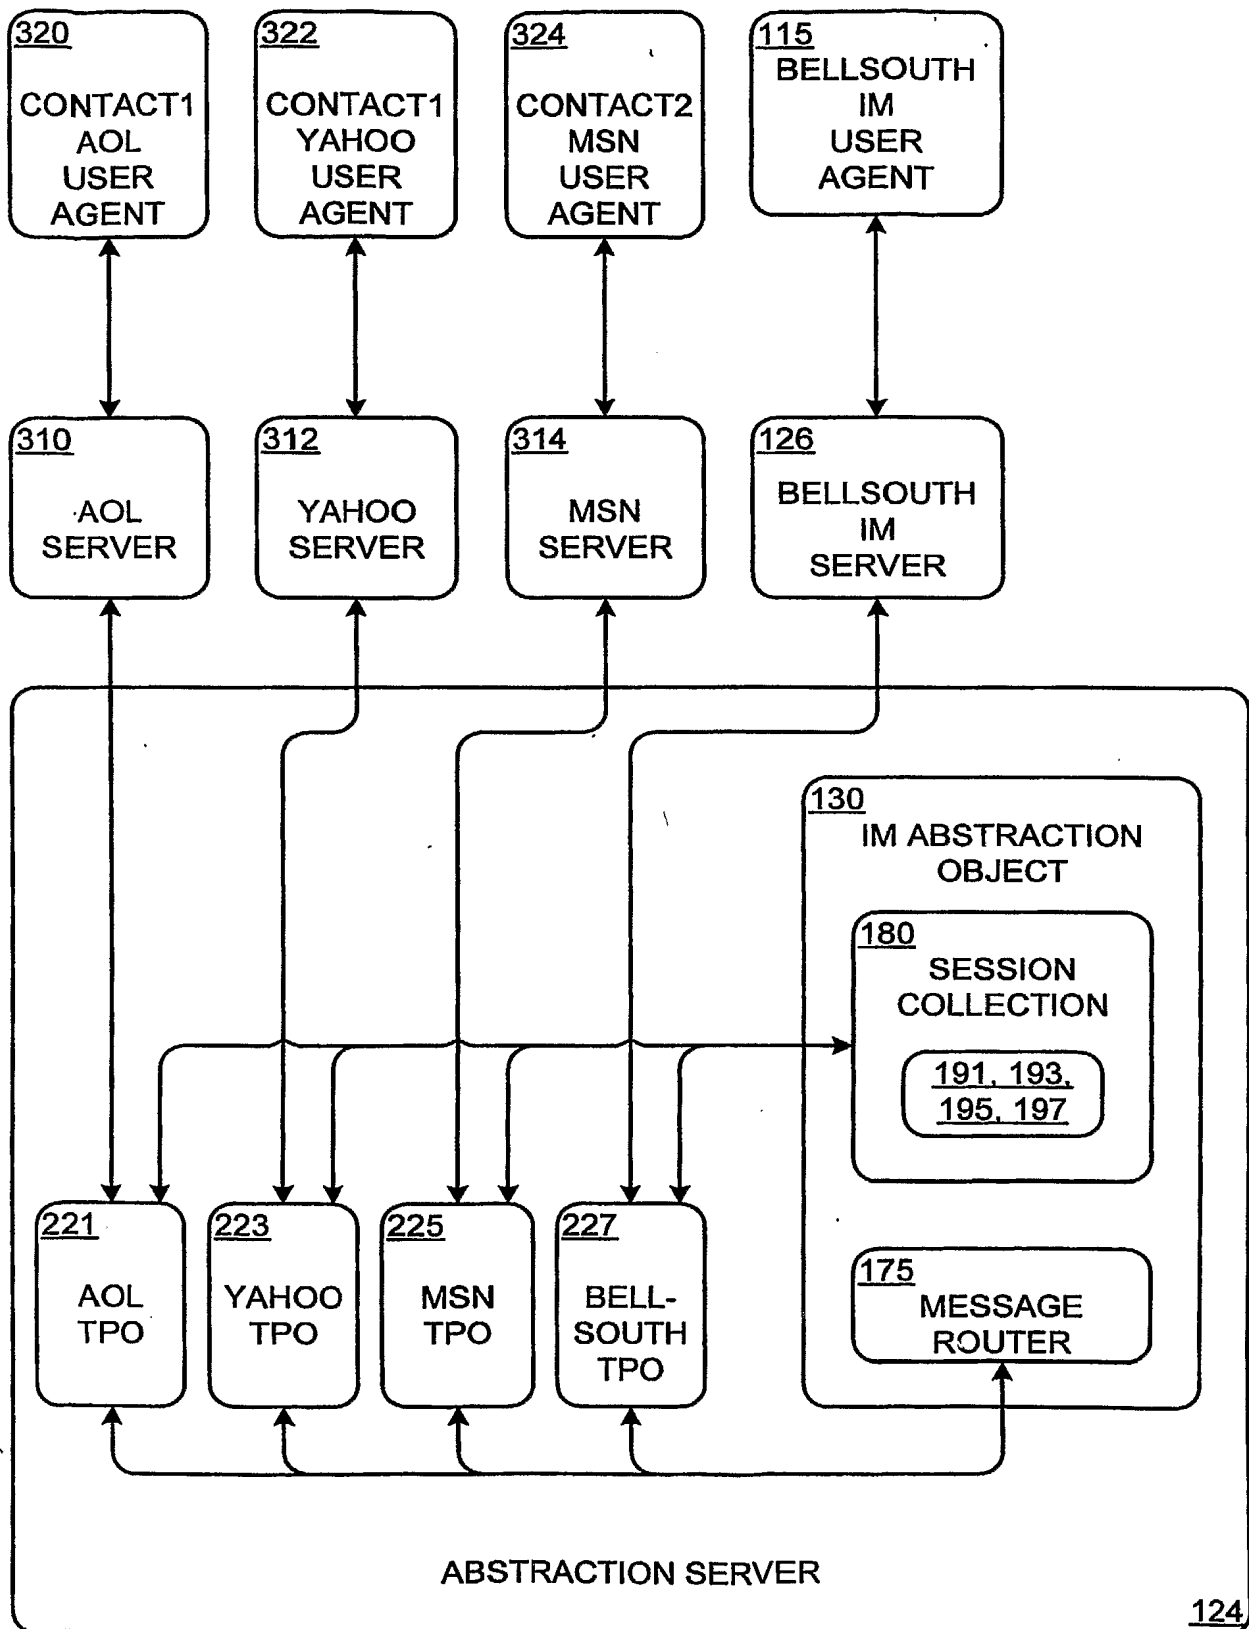 320
CONTACT1
AOL
USER
AGENT
322
CONTACT1
YAHOO
USER
AGENT
324
CONTACT2
MSN
USER
AGENT
115
BELLSOUTH
IM
USER
AGENT
310
AOL
SERVER
312
YAHOO
SERVER
314
MSN
SERVER
126
BELLSOUTH
IM
SERVER
130
IM ABSTRACTION
OBJECT
180
SESSION
COLLECTION
191, 193,
195, 197
221
AOL
TPO
223
YAHOO
TPO
225
MSN
TPO
227
BELL-
SOUTH
TPO
175
MESSAGE
ROUTER
ABSTRACTION SERVER
124